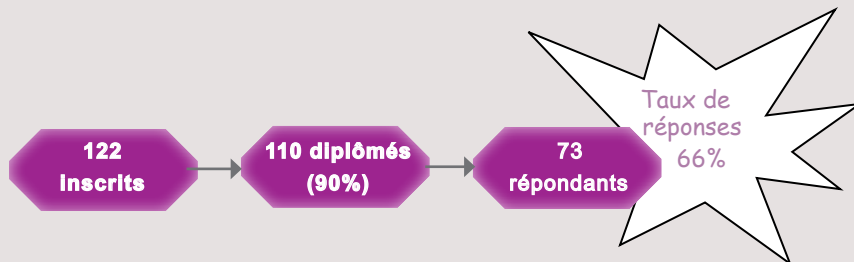 122
inscrits
110 diplômés
(90%)
73
répondants
Taux de
réponses
66%